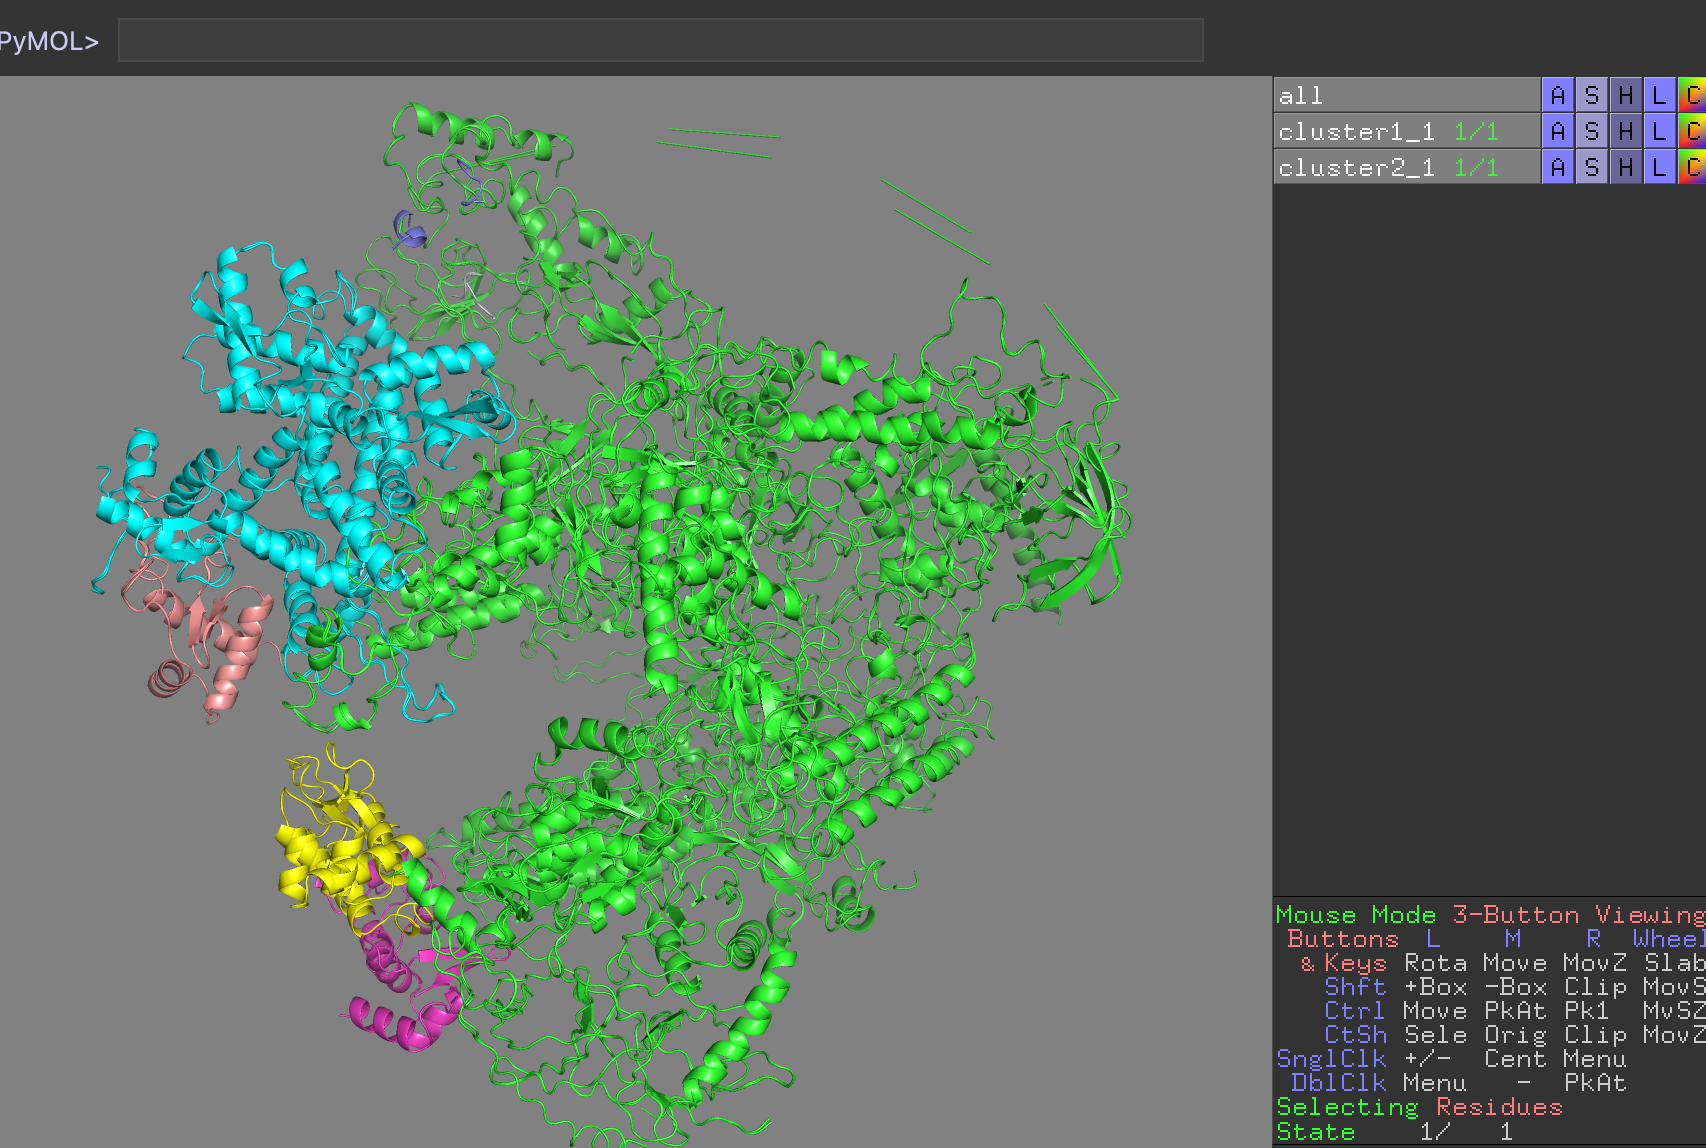 PyMOL>
all A S H L C
cluster1_1 1/1 A S H L C
cluster2_1 1/1 A S H L C
Mouse Mode 3-Button Viewing
Buttons L M R Wheel
& Keys Rota Move MovZ Slab
Shft +Box -Box Clip MovS
Ctrl Move PkAt Pk1 MvSZ
CtSh Sele Orig Clip MovZ
SnglClk +/- Cent Menu
DblClk Menu - PkAt
Selecting Residues
State 1/ 1